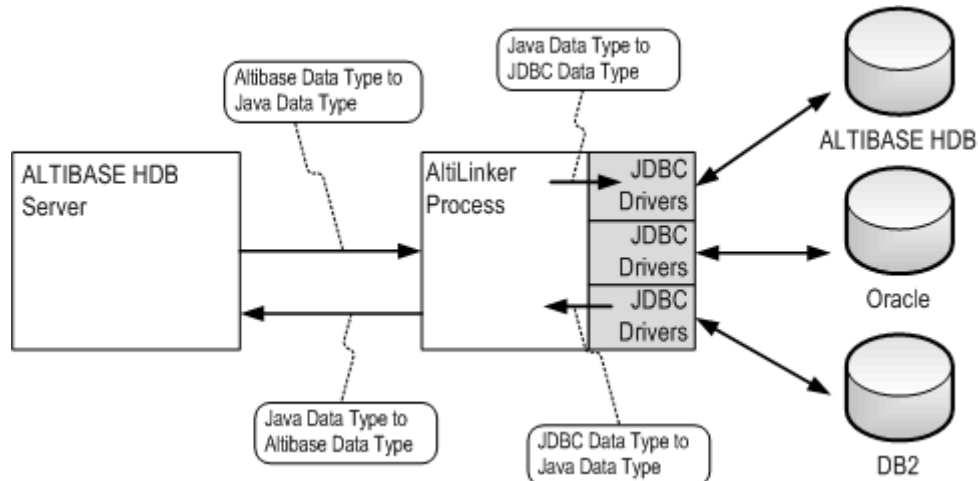 Java Data Type to
JDBC Data Type
Altibase Data Type to
Java Data Type
ALTIBASE HDB
ALTIBASE HDB
Server
AltiLinker
Process
JDBC
Drivers
JDBC
Drivers
JDBC
Drivers
Oracle
Java Data Type to
Altibase Data Type
JDBC Data Type to
Java Data Type
DB2